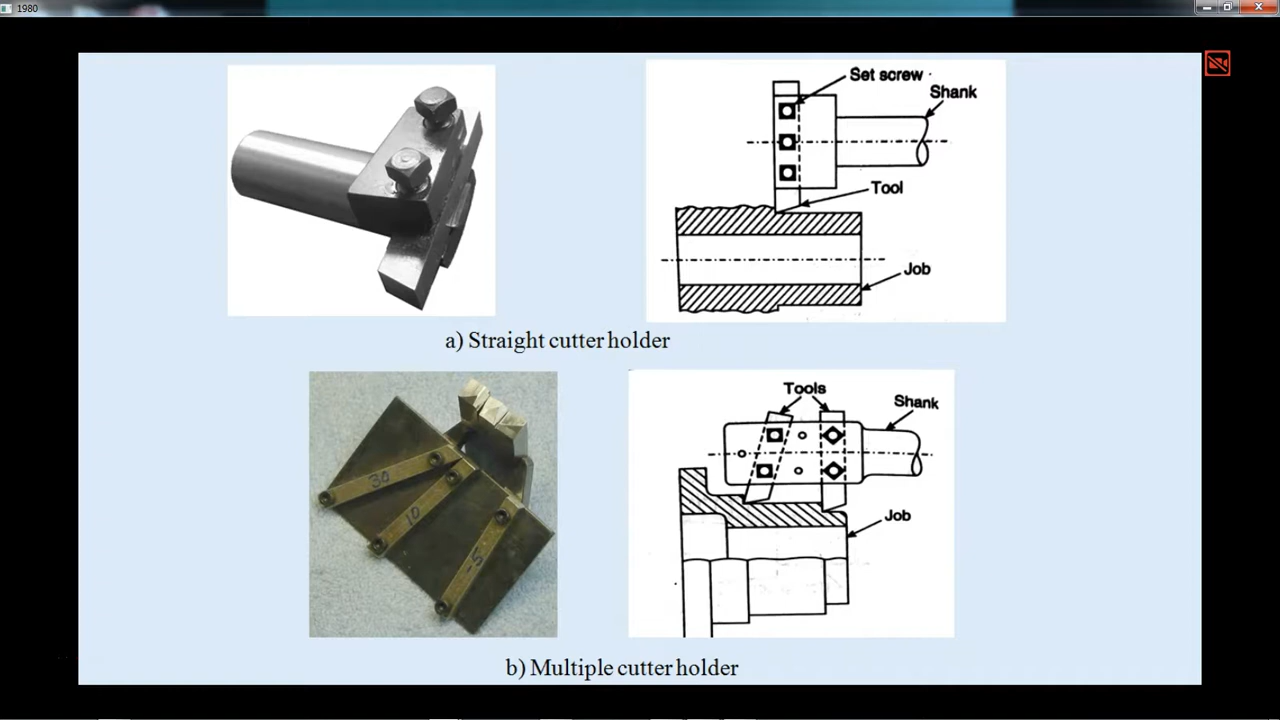 1980
Set screw
Shank
Tool
Job
a) Straight cutter holder
Tools
Shank
30
10
-5
Job
b) Multiple cutter holder